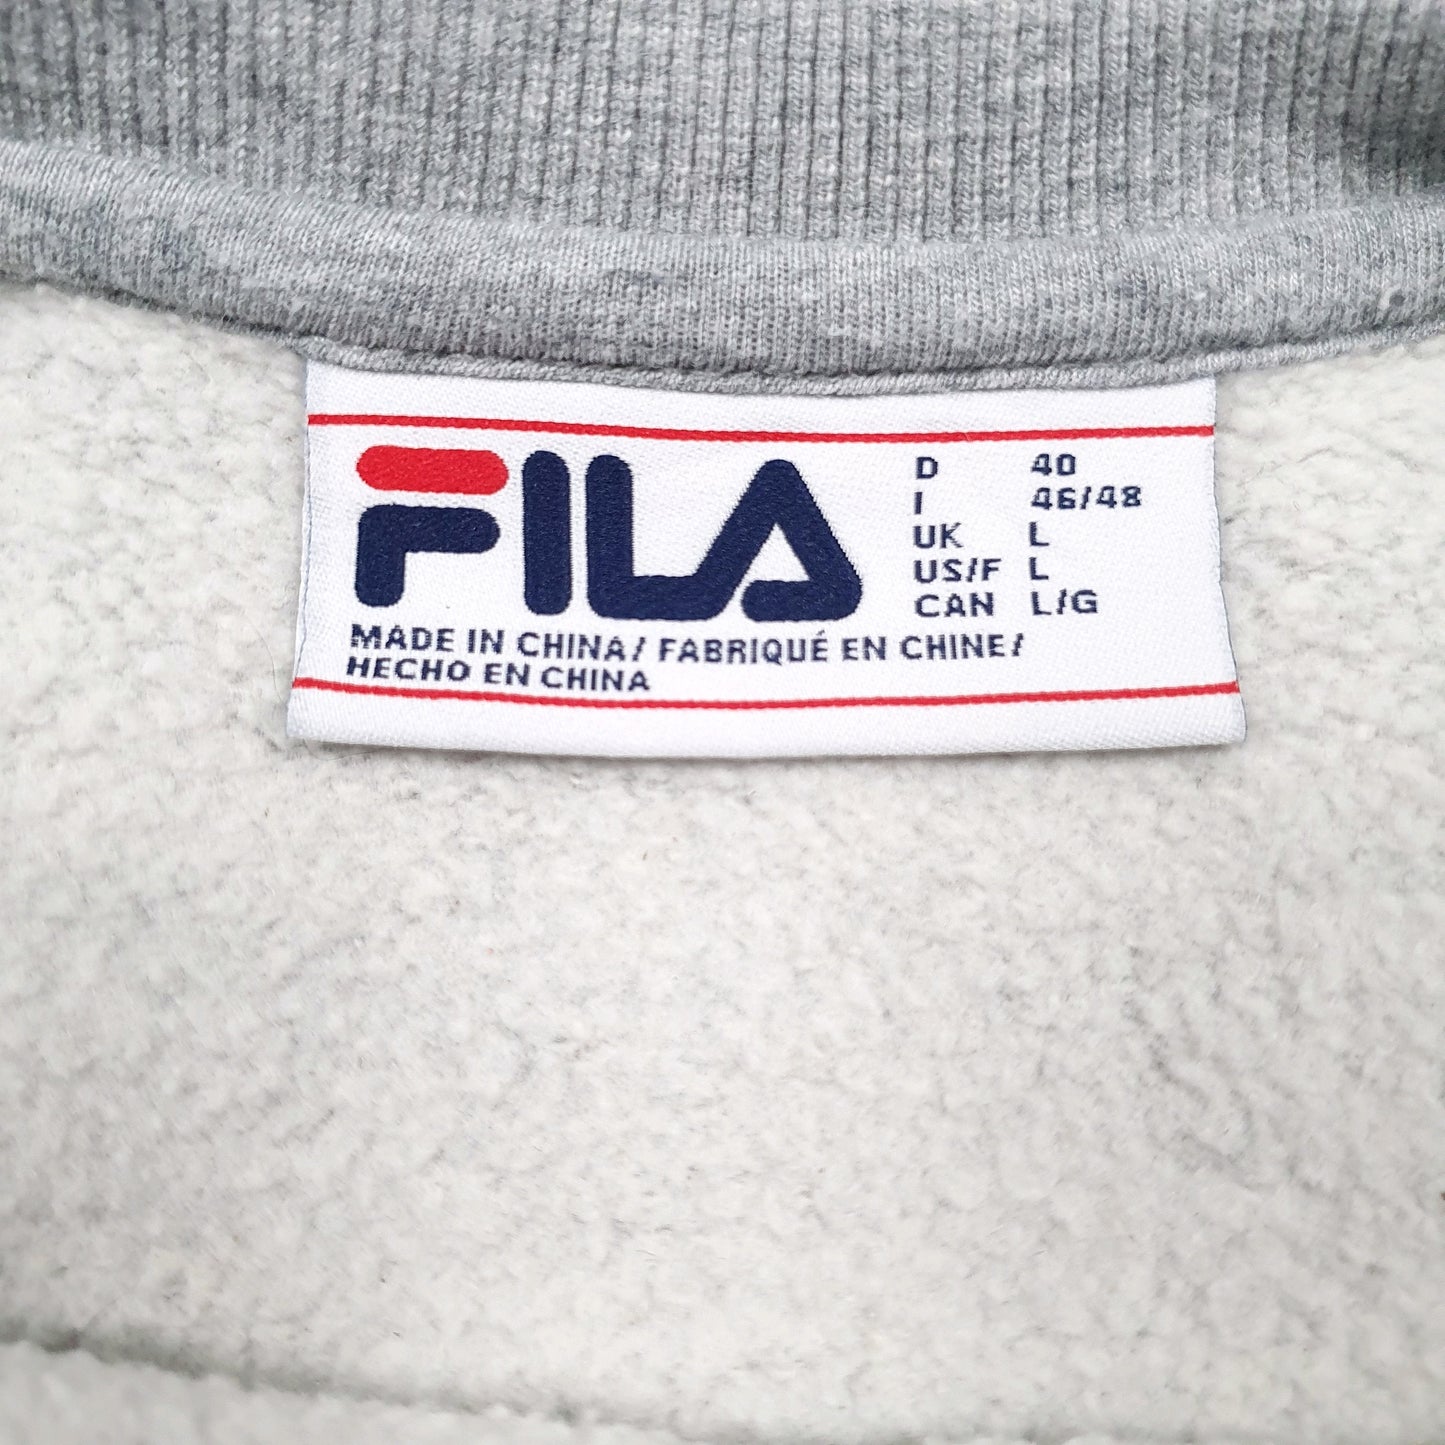 FILA
D 40
I 46/48
UK L
US/F L
CAN L/G
MADE IN CHINA/ FABRIQUÉ EN CHINE/
HECHO EN CHINA